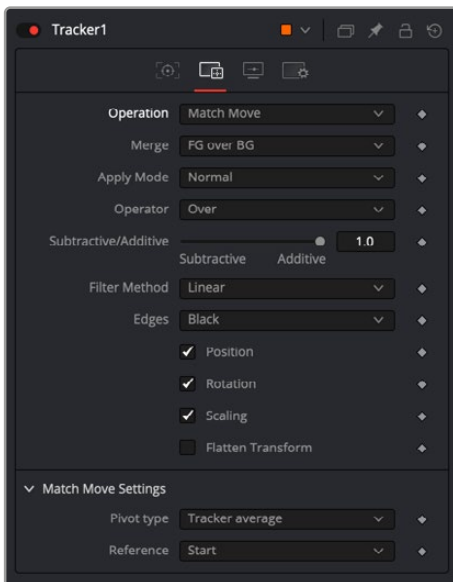 Tracker1
Operation Match Move
Merge FG over BG
Apply Mode Normal
Operator Over
Subtractive/Additive 1.0
Subtractive Additive
Filter Method Linear
Edges Black
Position
Rotation
Scaling
Flatten Transform
Match Move Settings
Pivot type Tracker average
Reference Start